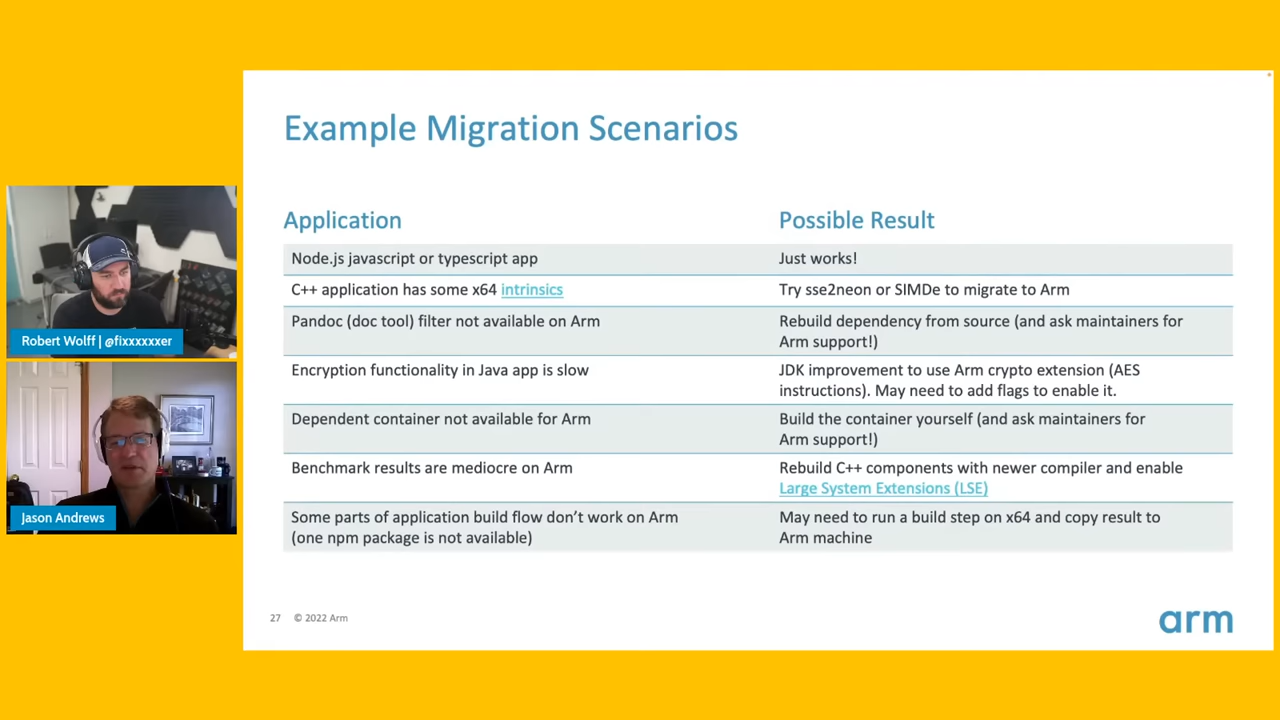 Example Migration Scenarios
Application
Possible Result
Node.js javascript or typescript app
Just works!
C++ application has some x64 intrinsics
Try sse2neon or SIMDe to migrate to Arm
Pandoc (doc tool) filter not available on Arm
Rebuild dependency from source (and ask maintainers for
Arm support!)
Encryption functionality in Java app is slow
JDK improvement to use Arm crypto extension (AES
instructions). May need to add flags to enable it.
Dependent container not available for Arm
Build the container yourself (and ask maintainers for
Arm support!)
Benchmark results are mediocre on Arm
Rebuild C++ components with newer compiler and enable
Large System Extensions (LSE)
Some parts of application build flow don’t work on Arm
(one npm package is not available)
May need to run a build step on x64 and copy result to
Arm machine
27 © 2022 Arm
arm
Robert Wolff | @fixxxxxxer
Jason Andrews